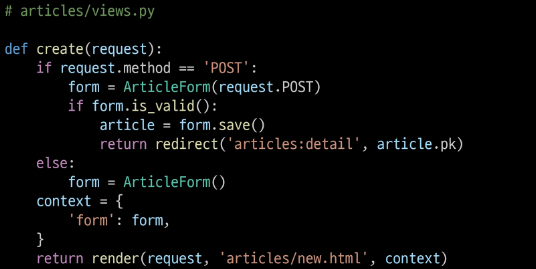 # articles/views.py

def create(request):
    if request.method == 'POST':
        form = ArticleForm(request.POST)
        if form.is_valid():
            article = form.save()
            return redirect('articles:detail', article.pk)
    else:
        form = ArticleForm()
    context = {
        'form': form,
    }
    return render(request, 'articles/new.html', context)